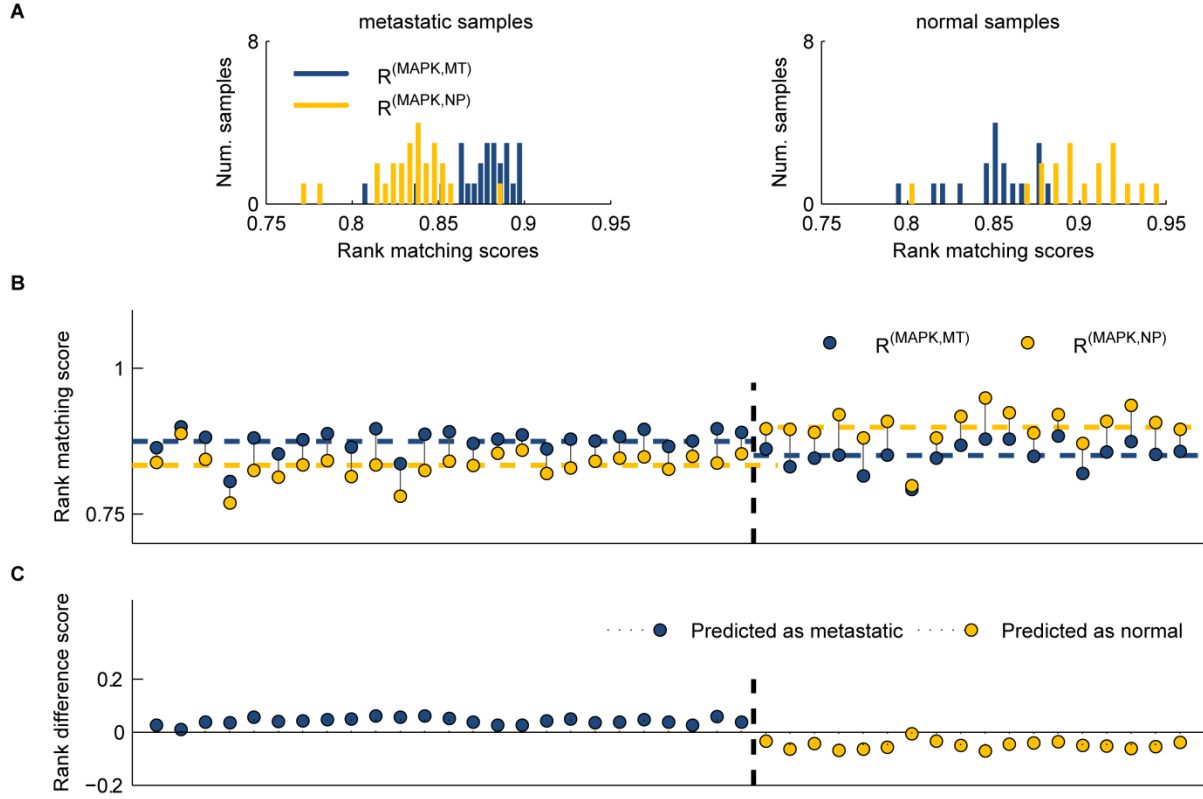 A
metastatic samples
normal samples
8
0
Num. samples
R(MAPK,MT)
R(MAPK,NP)
0.75 0.8 0.85 0.9 0.95
Rank matching scores
8
0
Num. samples
0.75 0.8 0.85 0.9 0.95
Rank matching scores
B
Rank matching score
1
0.75
R(MAPK,MT) R(MAPK,NP)
C
Rank difference score
0.2
0
−0.2
Predicted as metastatic Predicted as normal